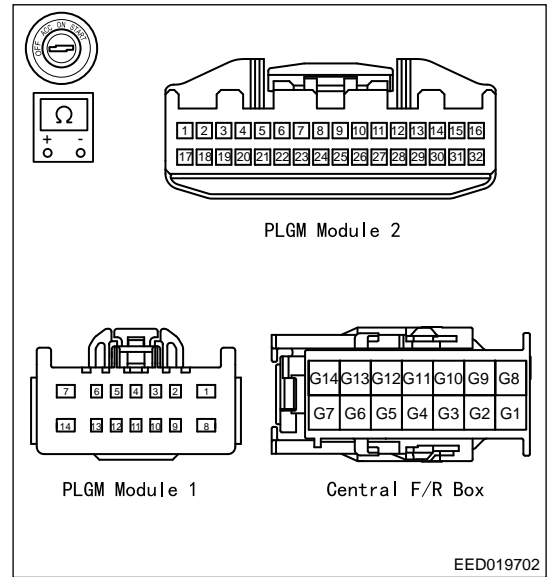 OFF ACC ON START
Ω
+ -
1 2 3 4 5 6 7 8 9 10 11 12 13 14 15 16
17 18 19 20 21 22 23 24 25 26 27 28 29 30 31 32
PLGM Module 2
7 6 5 4 3 2 1
14 13 12 11 10 9 8
PLGM Module 1
G14 G13 G12 G11 G10 G9 G8
G7 G6 G5 G4 G3 G2 G1
Central F/R Box
EED019702